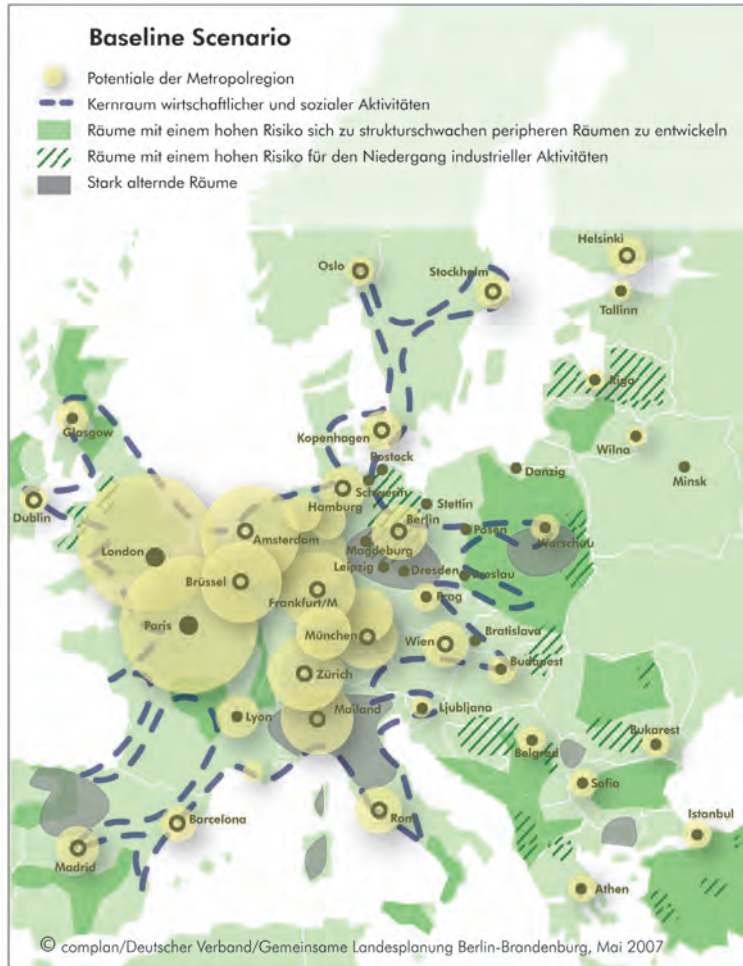 Baseline Scenario
Potentiale der Metropolregion
Kernraum wirtschaftlicher und sozialer Aktivitäten
Räume mit einem hohen Risiko sich zu strukturschwachen peripheren Räumen zu entwickeln
Räume mit einem hohen Risiko für den Niedergang industrieller Aktivitäten
Stark alternde Räume
Helsinki
Oslo
Stockholm
Tallinn
Riga
Glasgow
Kopenhagen
Wilna
Rostock
Danzig
Minsk
Schwerin
Dublin
Hamburg
Stettin
Berlin
Amsterdam
Posen
Warschau
London
Magdeburg
Leipzig
Dresden
Breslau
Brüssel
Frankfurt/M
Prag
Paris
München
Wien
Bratislava
Budapest
Zürich
Lyon
Mailand
Ljubljana
Belgrad
Bukarest
Sofia
Barcelona
Rom
Istanbul
Madrid
Athen
© complan/Deutscher Verband/Gemeinsame Landesplanung Berlin-Brandenburg, Mai 2007